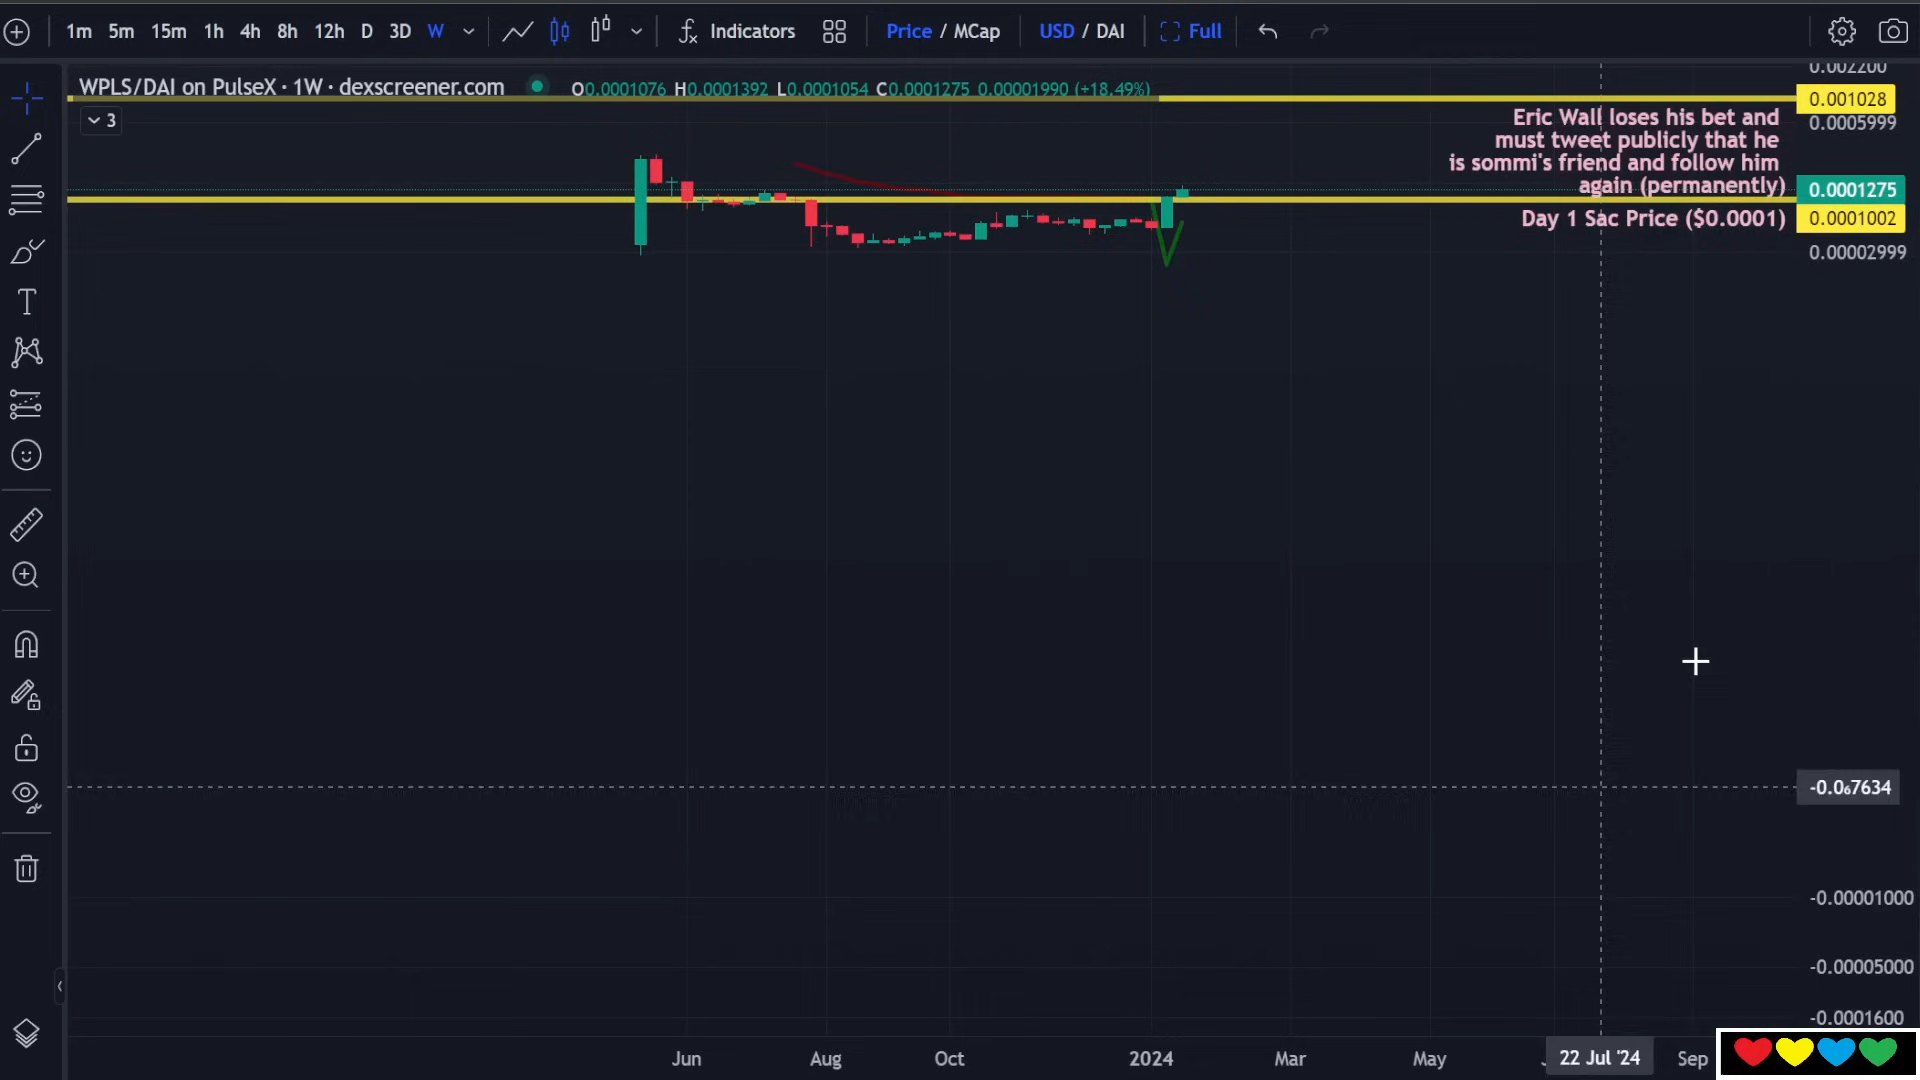 1m 5m 15m 1h 4h 8h 12h D 3D W Indicators Price / MCap USD / DAI Full
0.002200
WPLS/DAI on PulseX · 1W · dexscreener.com O0.0001076 H0.0001392 L0.0001054 C0.0001275 0.00001990 (+18.49%)
0.001028
3
Eric Wall loses his bet and
must tweet publicly that he
is sommi's friend and follow him
again (permanently)
0.0005999
0.0001275
Day 1 Sac Price ($0.0001)
0.0001002
0.00002999
-0.0₆7634
-0.00001000
-0.00005000
-0.0001600
Jun Aug Oct 2024 Mar May 22 Jul '24 Sep